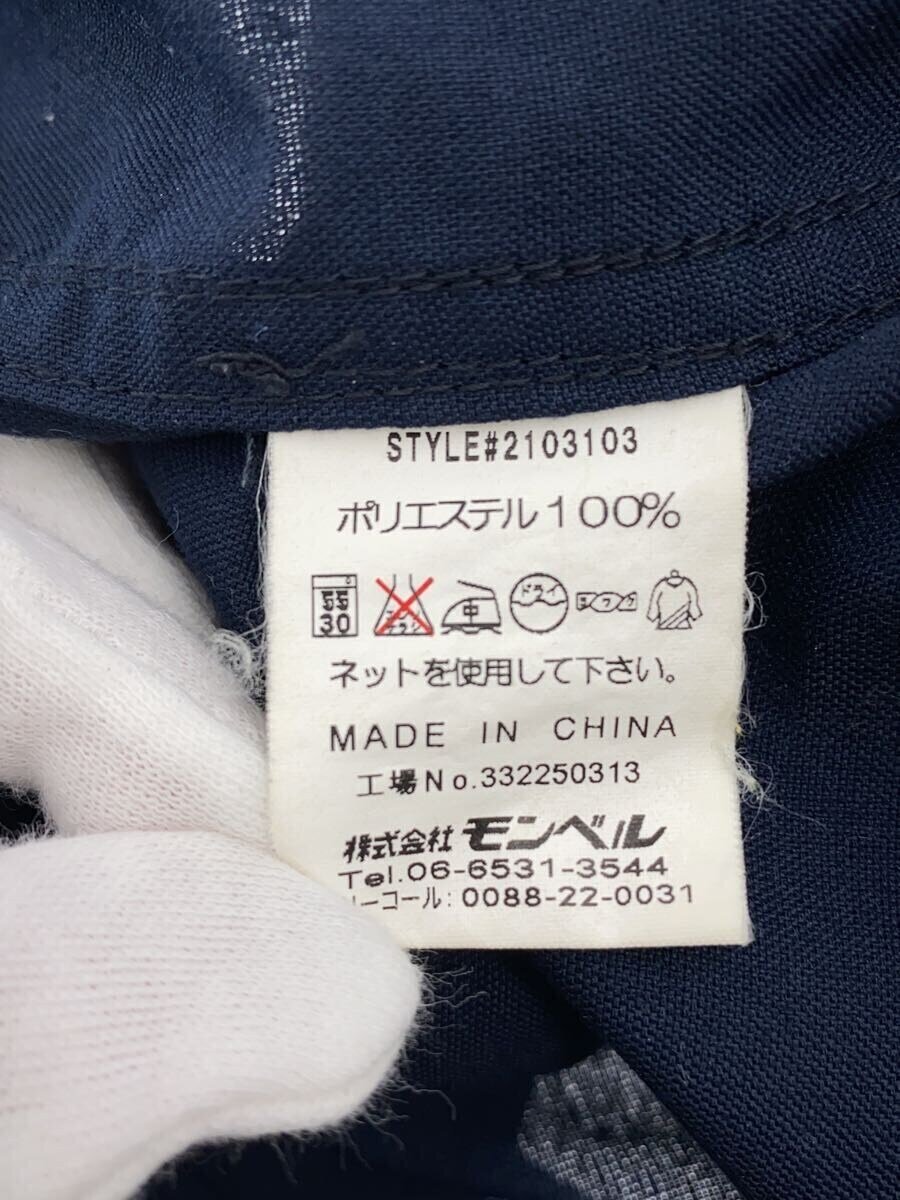 STYLE#2103103
ポリエステル100%
30 中 ドライ
ネットを使用して下さい。
MADE IN CHINA
工場No.332250313
株式会社モンベル
Tel.06-6531-3544
ーコール:0088-22-0031